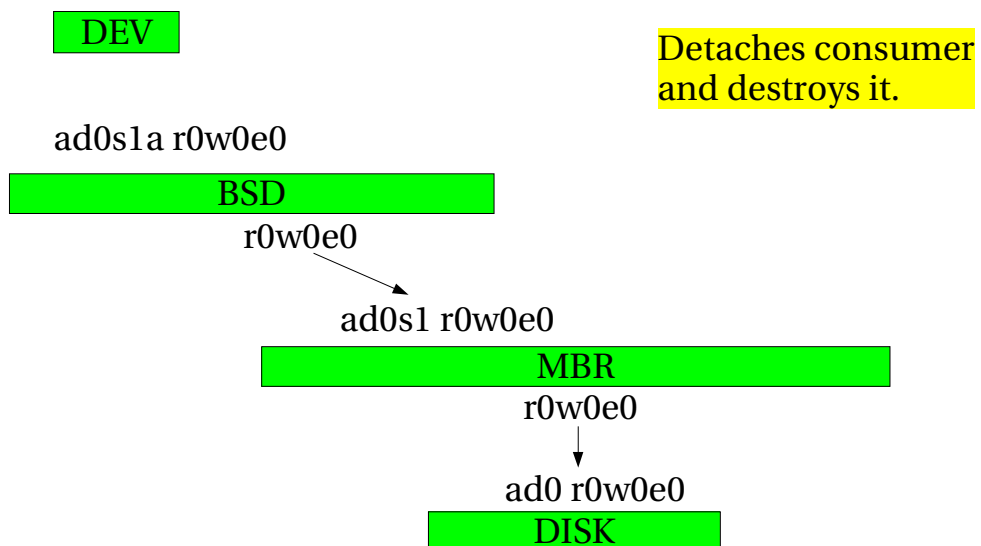 DEV
Detaches consumer
and destroys it.
ad0s1a r0w0e0
BSD
r0w0e0
ad0s1 r0w0e0
MBR
r0w0e0
ad0 r0w0e0
DISK